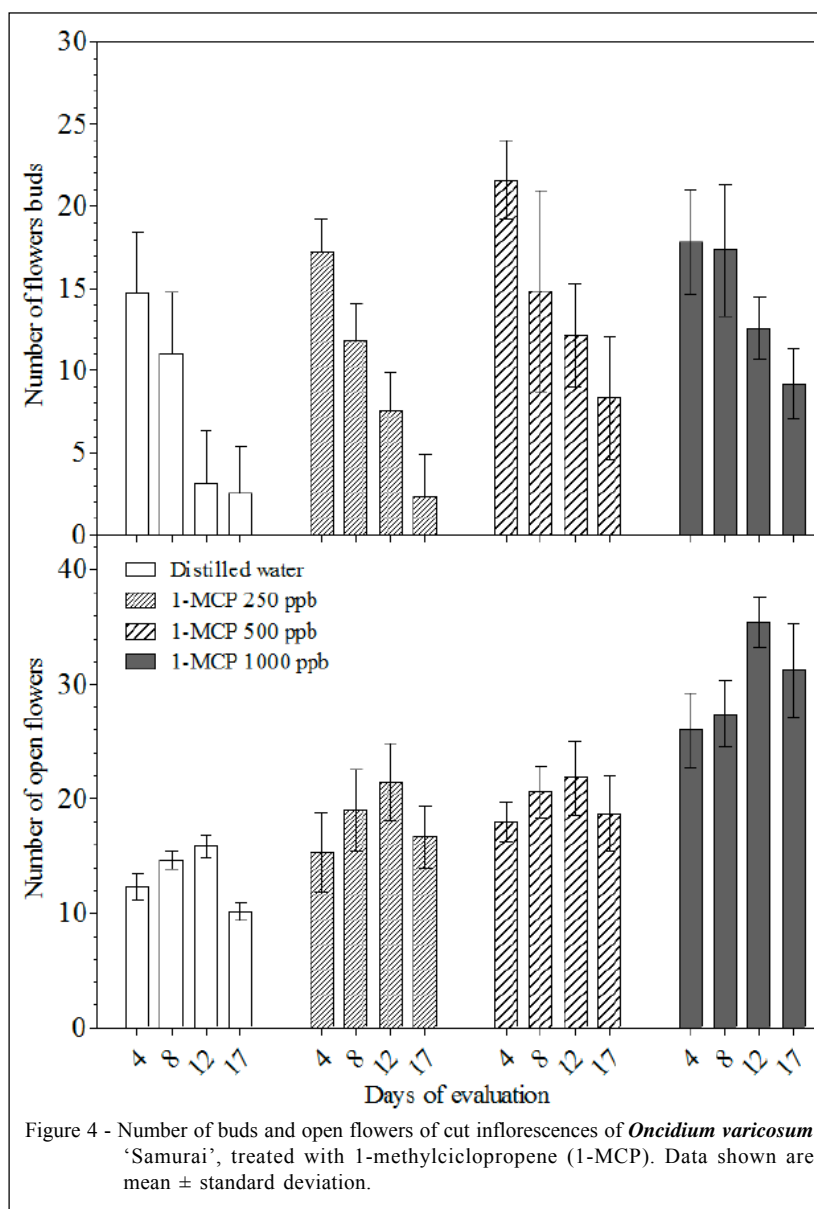 30
25
20
15
10
5
0
Number of flowers buds
40
30
20
10
0
Number of open flowers
Distilled water
1-MCP 250 ppb
1-MCP 500 ppb
1-MCP 1000 ppb
4 8 12 17 4 8 12 17 4 8 12 17 4 8 12 17
Days of evaluation
Figure 4 - Number of buds and open flowers of cut inflorescences of Oncidium varicosum
‘Samurai’, treated with 1-methylciclopropene (1-MCP). Data shown are
mean ± standard deviation.